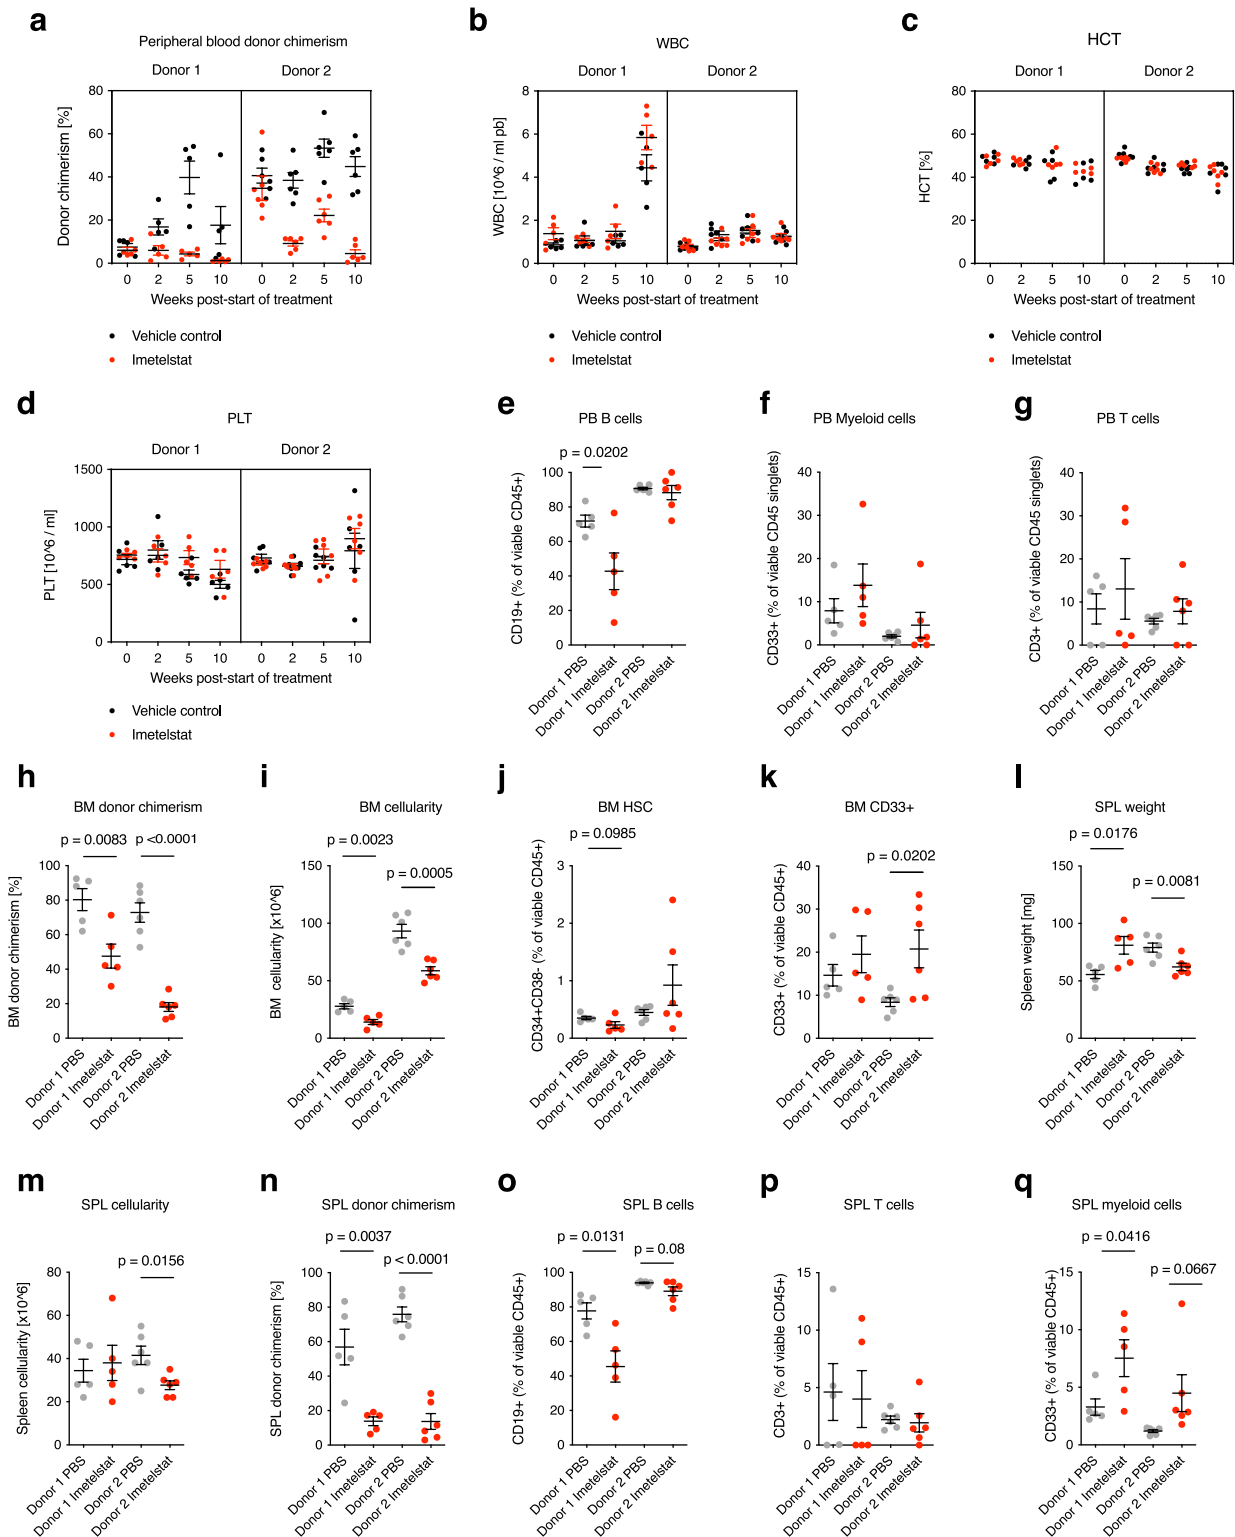 a
Peripheral blood donor chimerism
Donor 1
Donor 2
Donor chimerism [%]
80
60
40
20
0
0 2 5 10 0 2 5 10
Weeks post-start of treatment
Vehicle control
Imetelstat
b
WBC
Donor 1
Donor 2
WBC [10^6 / ml pb]
8
6
4
2
0
0 2 5 10 0 2 5 10
Weeks post-start of treatment
Vehicle control
Imetelstat
c
HCT
Donor 1
Donor 2
HCT [%]
80
60
40
20
0
0 2 5 10 0 2 5 10
Weeks post-start of treatment
Vehicle control
Imetelstat
d
PLT
Donor 1
Donor 2
PLT [10^6 / ml]
1500
1000
500
0
0 2 5 10 0 2 5 10
Weeks post-start of treatment
Vehicle control
Imetelstat
e
PB B cells
p = 0.0202
CD19+ (% of viable CD45+)
100
80
60
40
20
0
Donor 1 PBS
Donor 1 Imetelstat
Donor 2 PBS
Donor 2 Imetelstat
f
PB Myeloid cells
CD33+ (% of viable CD45 singlets)
40
30
20
10
0
Donor 1 PBS
Donor 1 Imetelstat
Donor 2 PBS
Donor 2 Imetelstat
g
PB T cells
CD3+ (% of viable CD45 singlets)
40
30
20
10
0
Donor 1 PBS
Donor 1 Imetelstat
Donor 2 PBS
Donor 2 Imetelstat
h
BM donor chimerism
p = 0.0083
p <0.0001
BM donor chimerism [%]
100
80
60
40
20
0
Donor 1 PBS
Donor 1 Imetelstat
Donor 2 PBS
Donor 2 Imetelstat
i
BM cellularity
p = 0.0023
p = 0.0005
BM cellularity [x10^6]
150
100
50
0
Donor 1 PBS
Donor 1 Imetelstat
Donor 2 PBS
Donor 2 Imetelstat
j
BM HSC
p = 0.0985
CD34+CD38- (% of viable CD45+)
3
2
1
0
Donor 1 PBS
Donor 1 Imetelstat
Donor 2 PBS
Donor 2 Imetelstat
k
BM CD33+
p = 0.0202
CD33+ (% of viable CD45+)
40
30
20
10
0
Donor 1 PBS
Donor 1 Imetelstat
Donor 2 PBS
Donor 2 Imetelstat
l
SPL weight
p = 0.0176
p = 0.0081
Spleen weight [mg]
150
100
50
0
Donor 1 PBS
Donor 1 Imetelstat
Donor 2 PBS
Donor 2 Imetelstat
m
SPL cellularity
p = 0.0156
Spleen cellularity [x10^6]
80
60
40
20
0
Donor 1 PBS
Donor 1 Imetelstat
Donor 2 PBS
Donor 2 Imetelstat
n
SPL donor chimerism
p = 0.0037
p < 0.0001
SPL donor chimerism [%]
100
80
60
40
20
0
Donor 1 PBS
Donor 1 Imetelstat
Donor 2 PBS
Donor 2 Imetelstat
o
SPL B cells
p = 0.0131
p = 0.08
CD19+ (% of viable CD45+)
100
80
60
40
20
0
Donor 1 PBS
Donor 1 Imetelstat
Donor 2 PBS
Donor 2 Imetelstat
p
SPL T cells
CD3+ (% of viable CD45+)
15
10
5
0
Donor 1 PBS
Donor 1 Imetelstat
Donor 2 PBS
Donor 2 Imetelstat
q
SPL myeloid cells
p = 0.0416
p = 0.0667
CD33+ (% of viable CD45+)
15
10
5
0
Donor 1 PBS
Donor 1 Imetelstat
Donor 2 PBS
Donor 2 Imetelstat